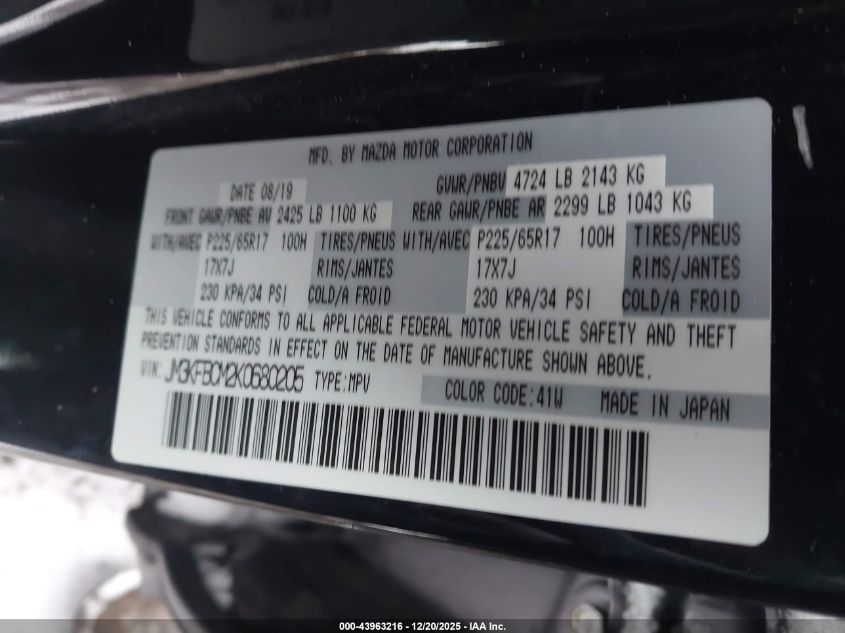 MFD. BY MAZDA MOTOR CORPORATION
DATE 08/19 GVWR/PNBV 4724 LB 2143 KG
FRONT GAWR/PNBE AV 2425 LB 1100 KG REAR GAWR/PNBE AR 2299 LB 1043 KG
WITH/AVEC P225/65R17 100H TIRES/PNEUS WITH/AVEC P225/65R17 100H TIRES/PNEUS
17X7J RIMS/JANTES 17X7J RIMS/JANTES
230 KPA/34 PSI COLD/A FROID 230 KPA/34 PSI COLD/A FROID
THIS VEHICLE CONFORMS TO ALL APPLICABLE FEDERAL MOTOR VEHICLE SAFETY AND THEFT
PREVENTION STANDARDS IN EFFECT ON THE DATE OF MANUFACTURE SHOWN ABOVE.
VIN: JM3KFBCM2K0680205 TYPE:MPV COLOR CODE:41W MADE IN JAPAN
000-43963216 - 12/20/2025 - IAA Inc.